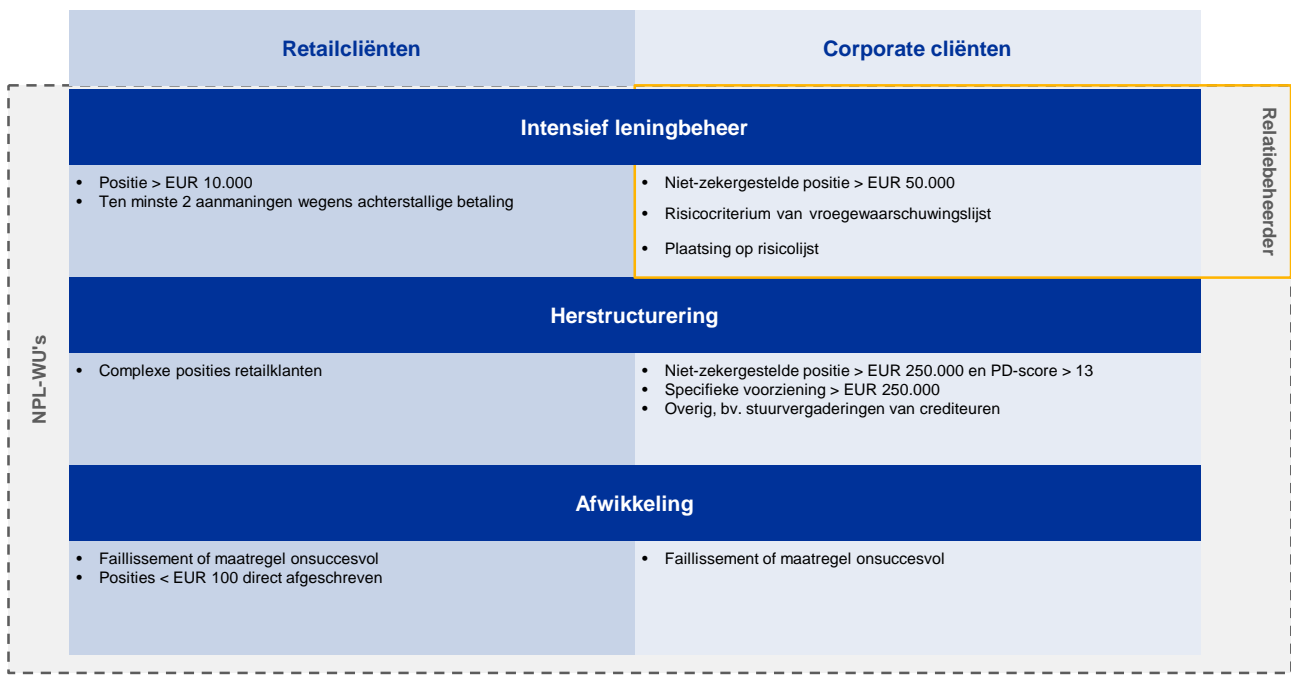 Retailcliënten
Corporate cliënten
Intensief leningbeheer
• Positie > EUR 10.000
• Ten minste 2 aanmaningen wegens achterstallige betaling
• Niet-zekergestelde positie > EUR 50.000
• Risicocriterium van vroegewaarschuwingslijst
• Plaatsing op risicolijst
Relatiebeheerder
Herstructurering
NPL-WU's
• Complexe posities retailklanten
• Niet-zekergestelde positie > EUR 250.000 en PD-score > 13
• Specifieke voorziening > EUR 250.000
• Overig, bv. stuurvergaderingen van crediteuren
Afwikkeling
• Faillissement of maatregel onsuccesvol
• Posities < EUR 100 direct afgeschreven
• Faillissement of maatregel onsuccesvol